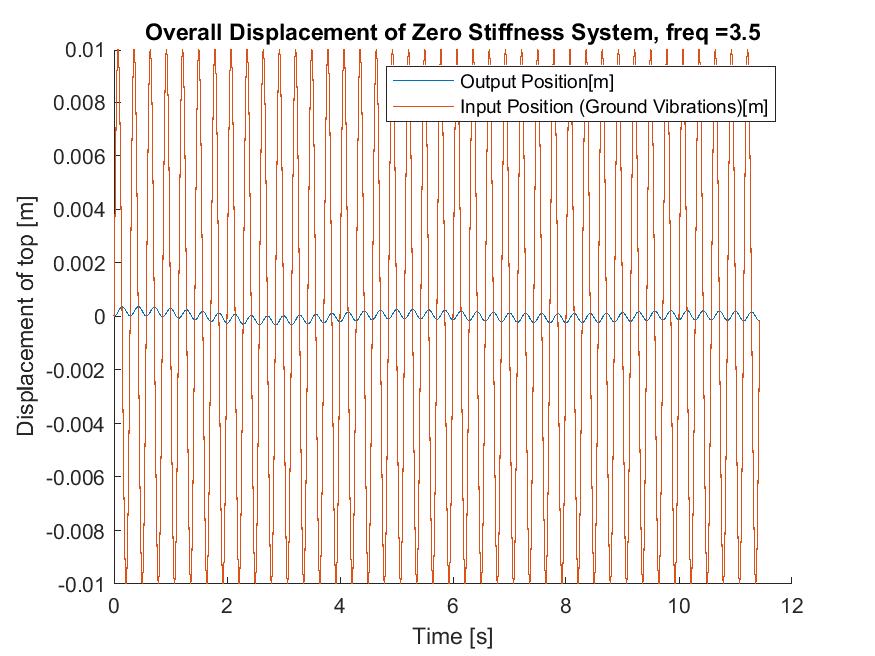 Overall Displacement of Zero Stiffness System, freq =3.5
0.01
0.008
0.006
0.004
0.002
0
-0.002
-0.004
-0.006
-0.008
-0.01
Displacement of top [m]
Output Position[m]
Input Position (Ground Vibrations)[m]
0 2 4 6 8 10 12
Time [s]